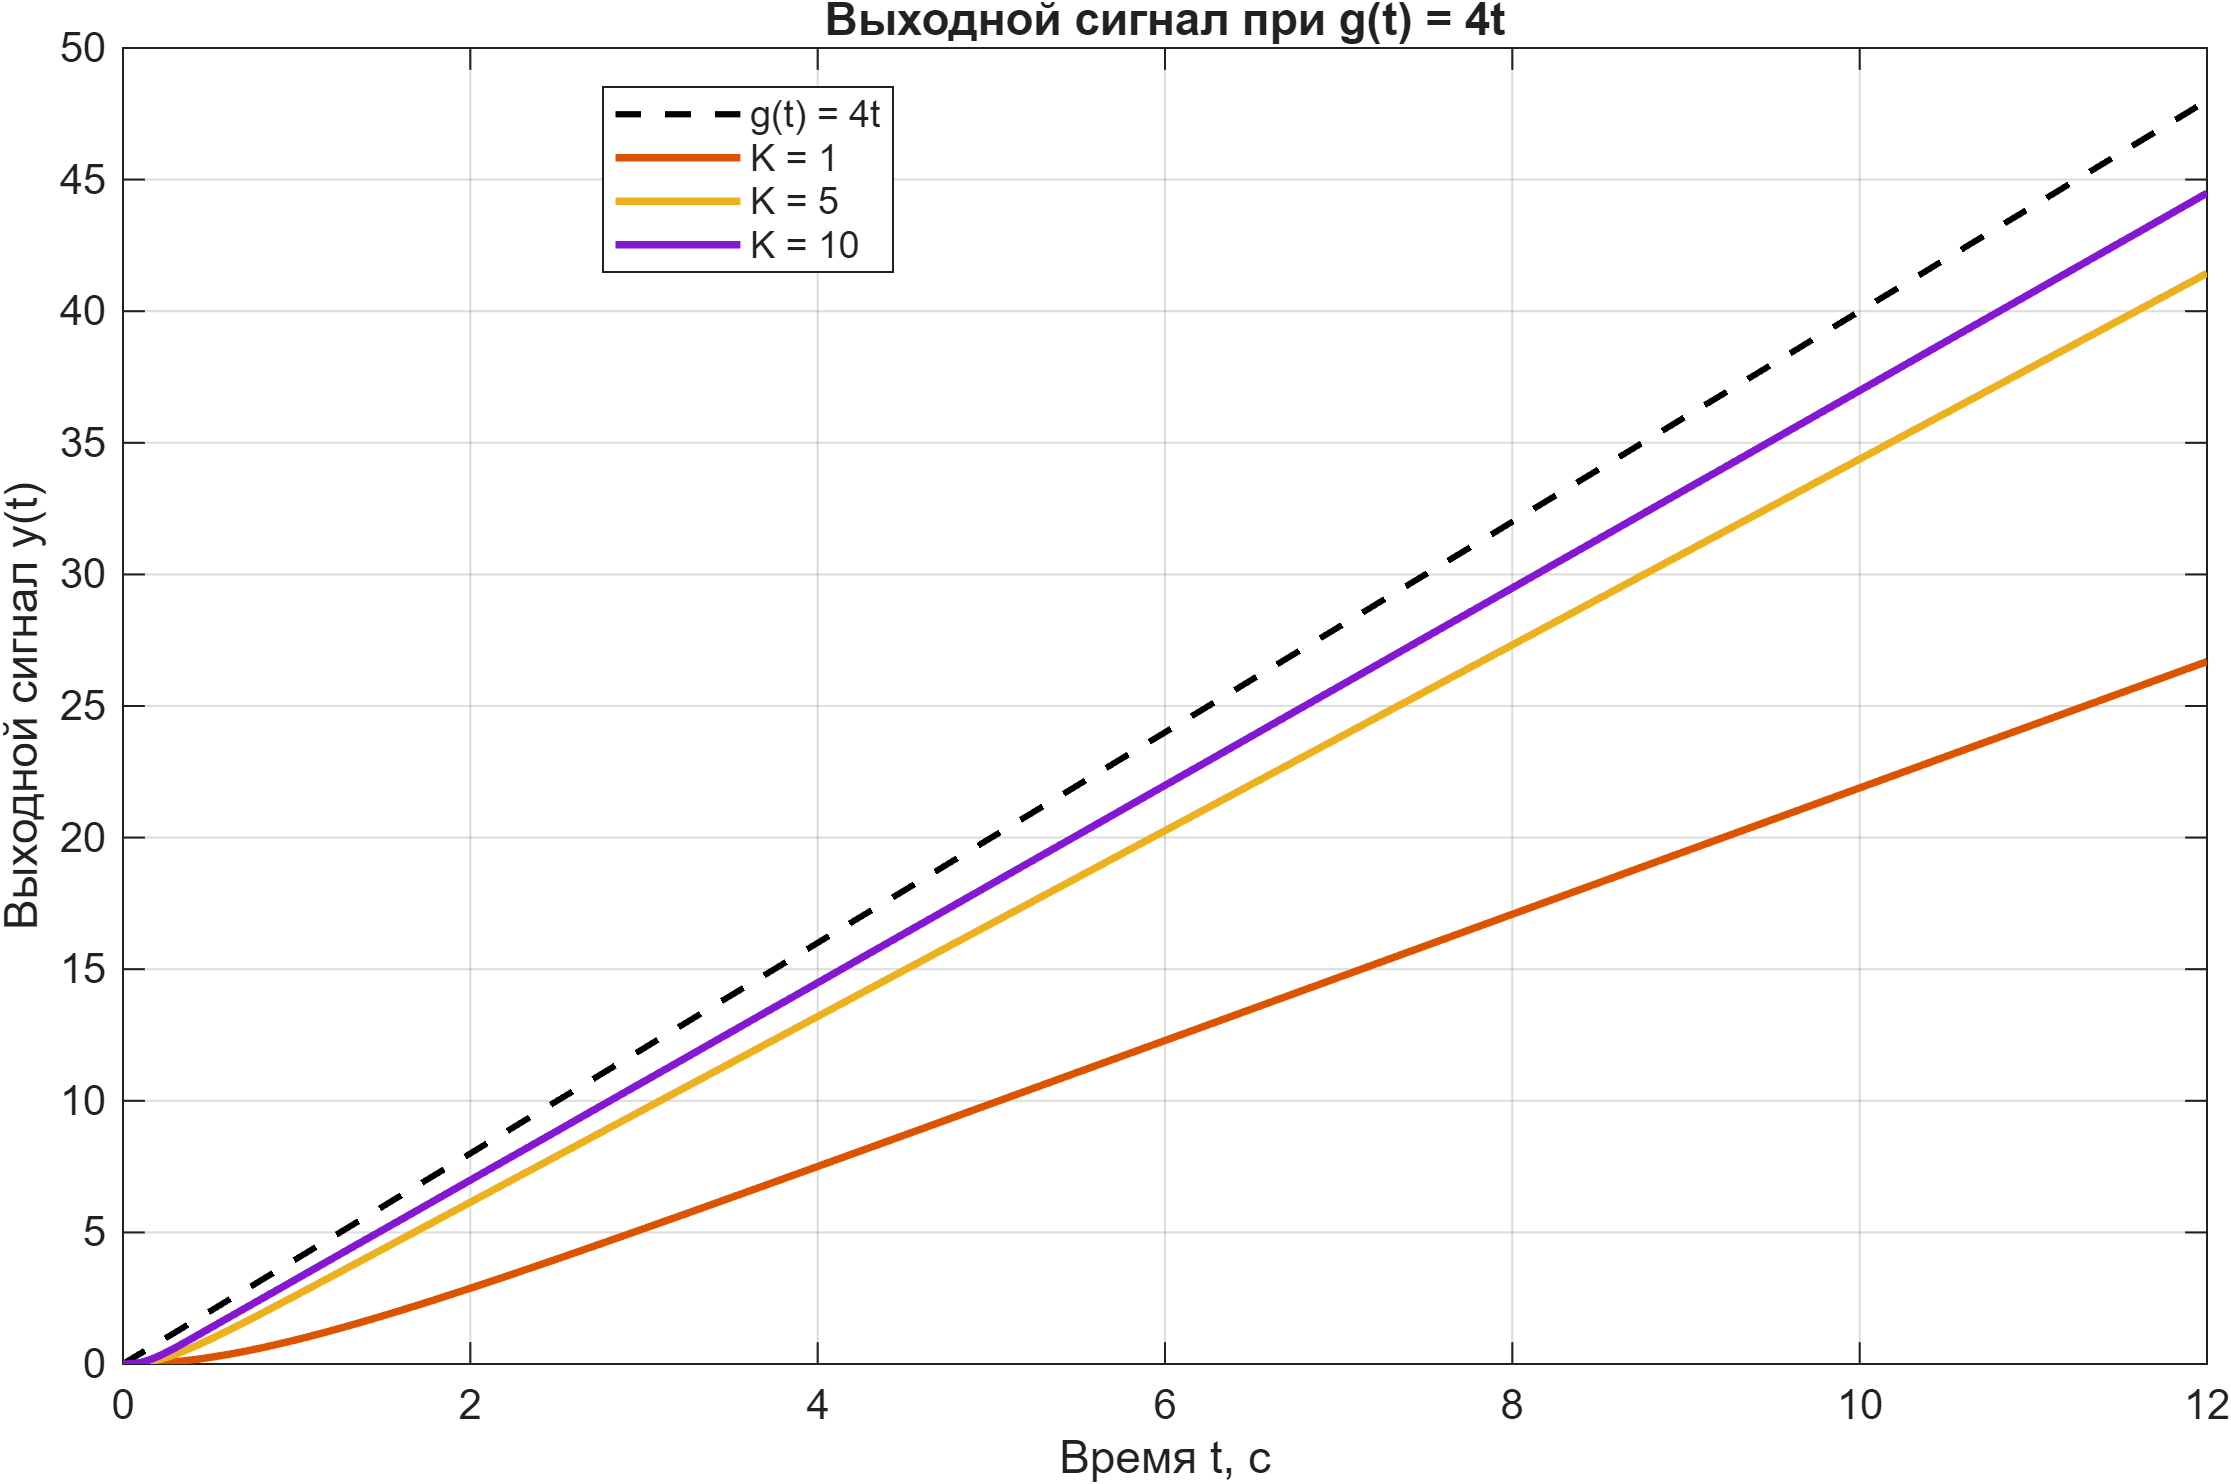 Выходной сигнал при g(t) = 4t
50
45
40
35
30
25
20
15
10
5
0
g(t) = 4t
K = 1
K = 5
K = 10
Выходной сигнал y(t)
0 2 4 6 8 10 12
Время t, с